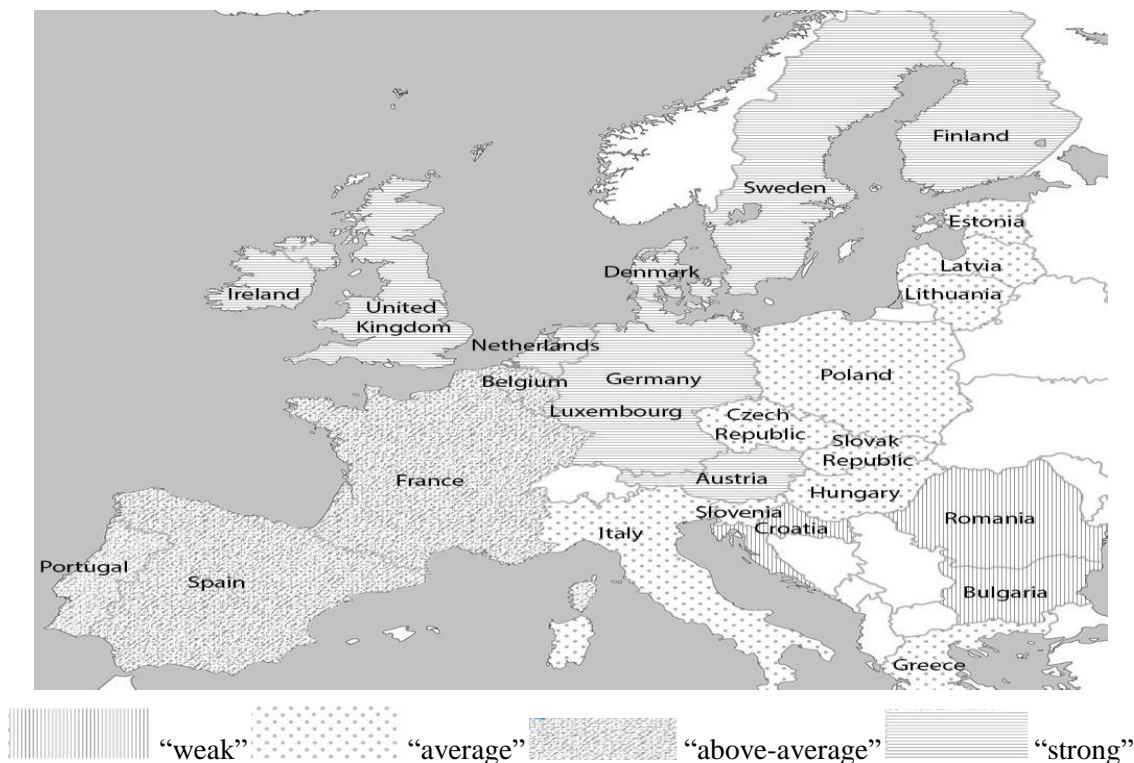 Finland
Sweden
Estonia
Latvia
Lithuania
Denmark
Ireland
United
Kingdom
Netherlands
Belgium
Germany
Poland
Luxembourg
Czech
Republic
Slovak
Republic
France
Austria
Hungary
Slovenia
Croatia
Italy
Romania
Portugal
Spain
Bulgaria
Greece
“weak” “average” “above-average” “strong”